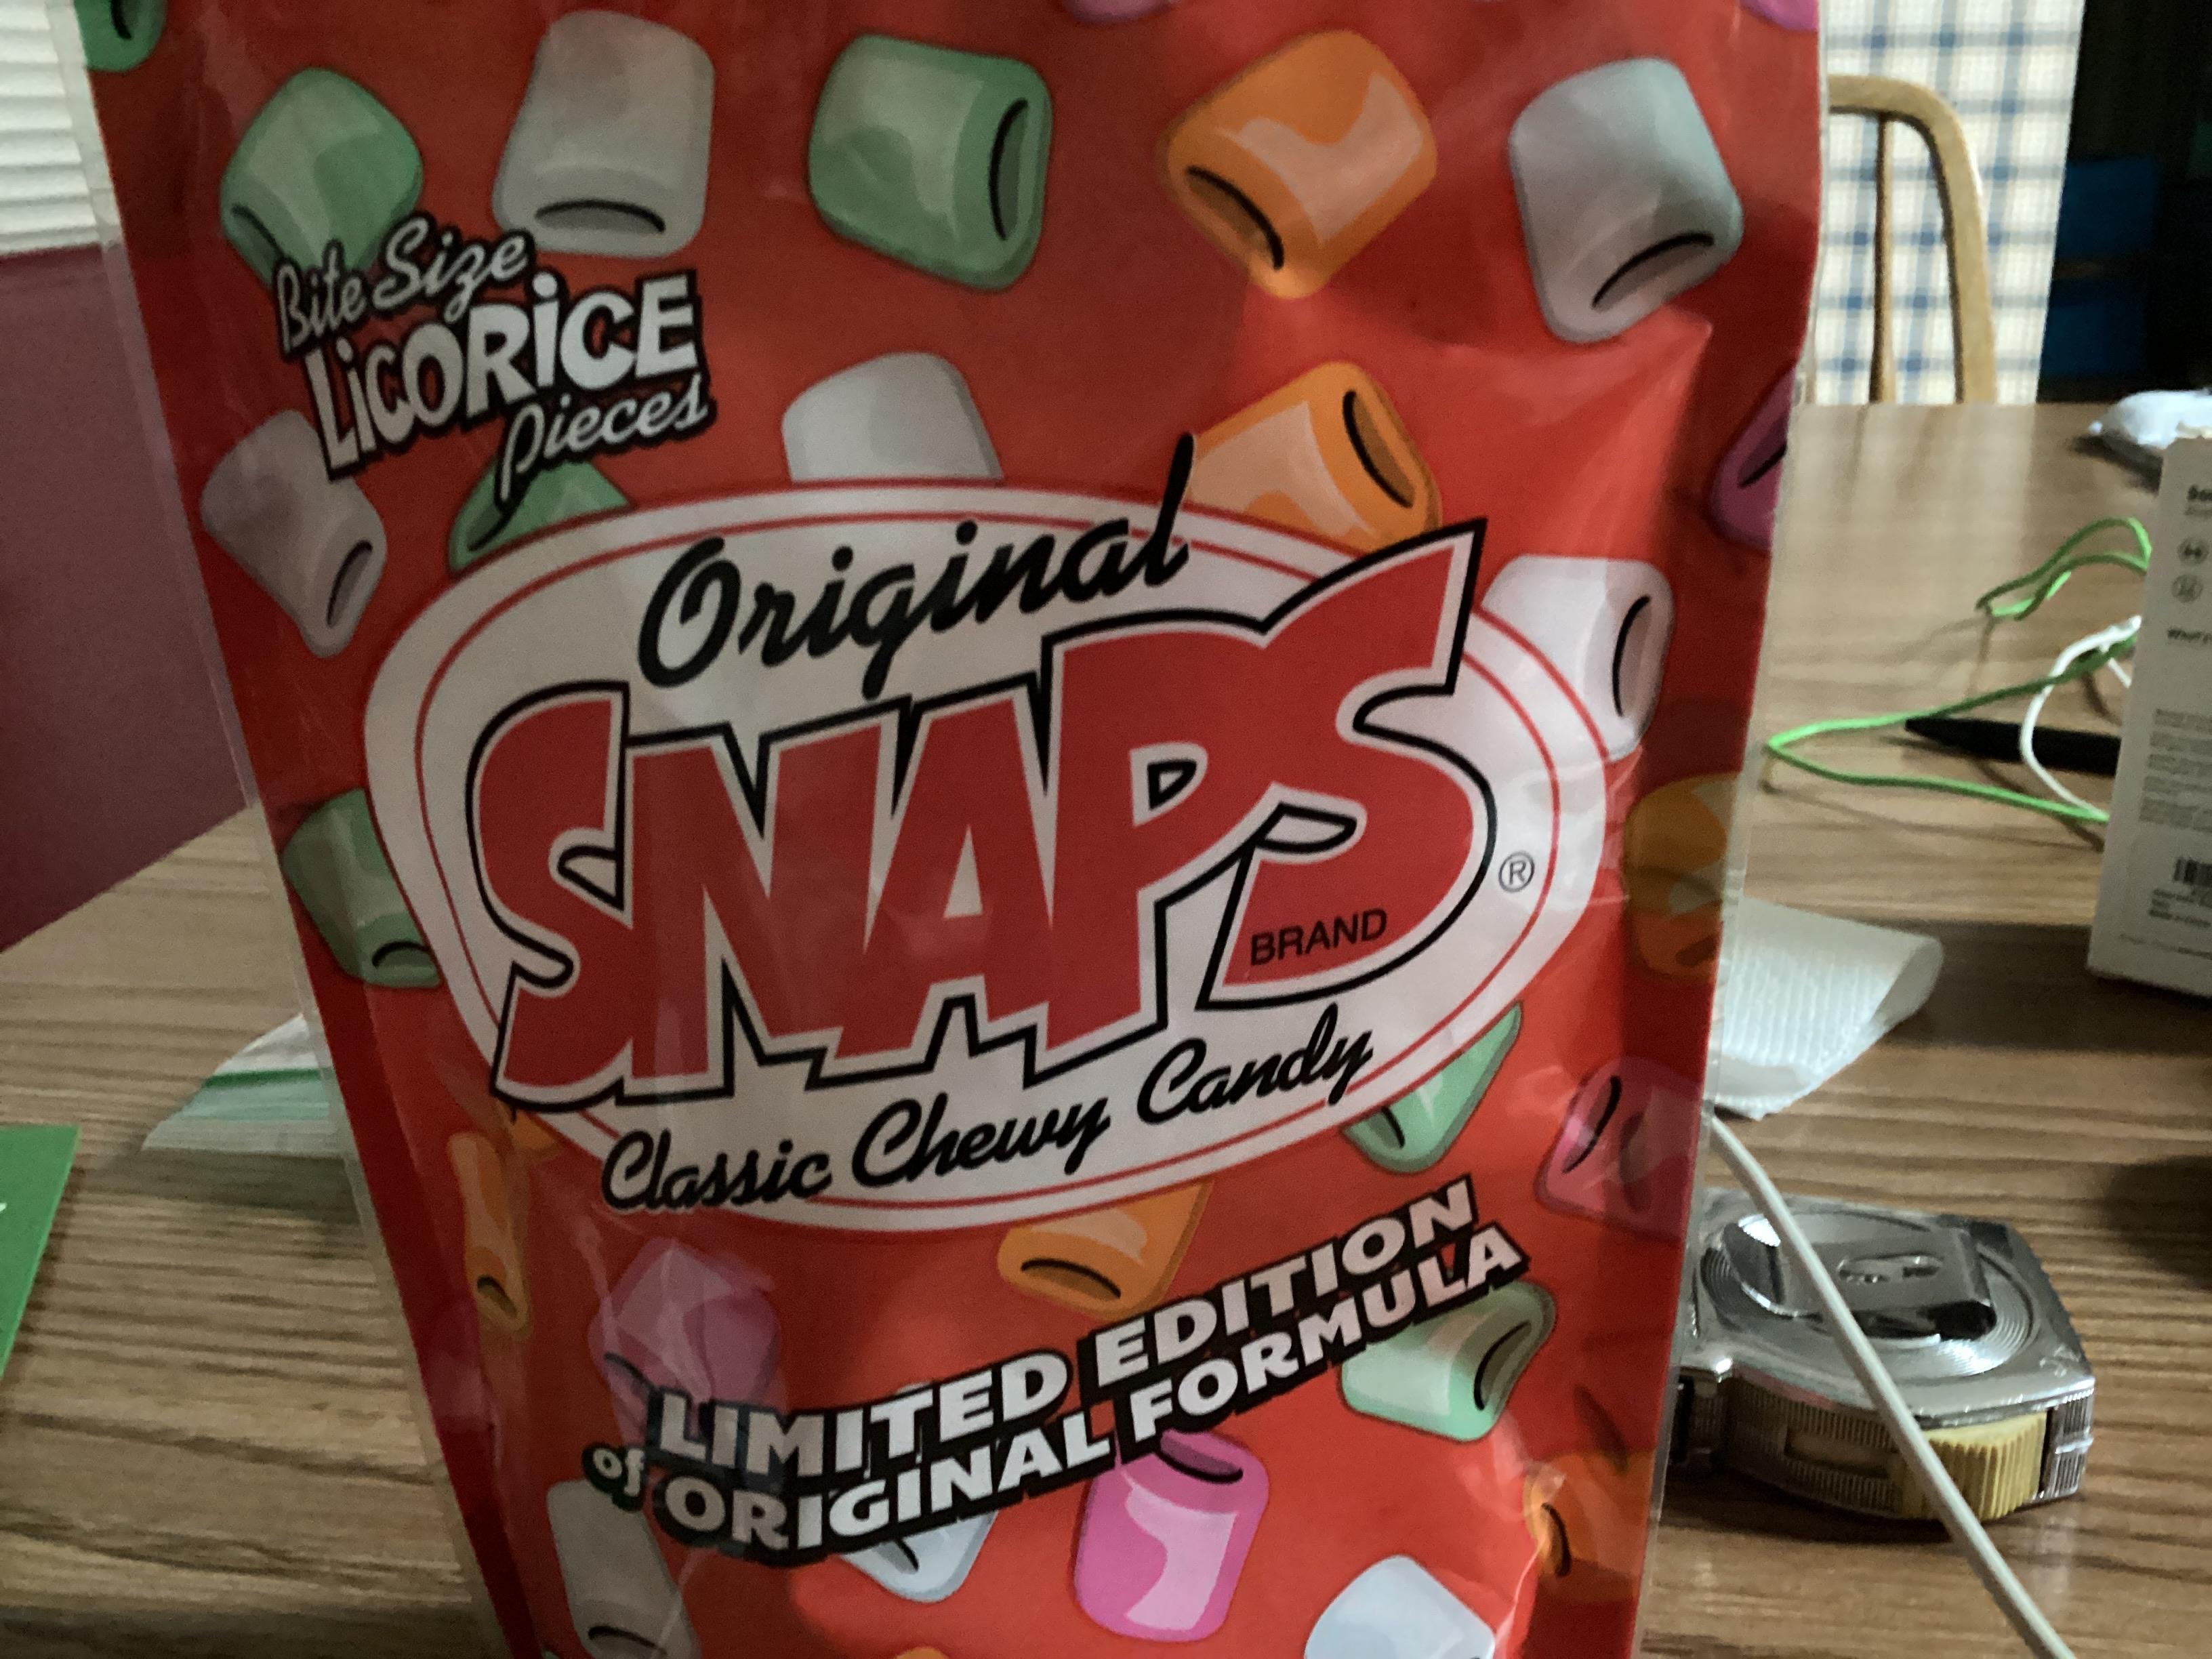 Bite Size
LiCORiCE
pieces
Original
SNAPS
BRAND
®
Classic Chewy Candy
LIMITED EDITION
of ORIGINAL FORMULA